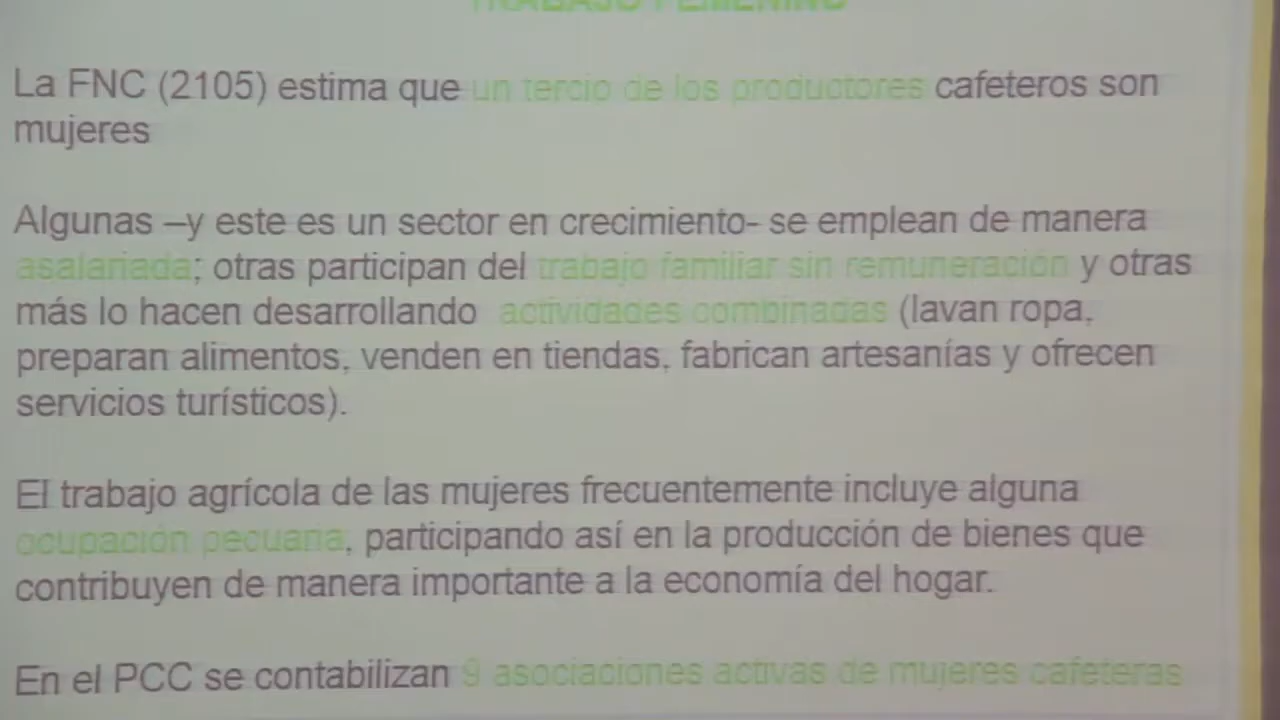 TRABAJO FEMENINO
La FNC (2105) estima que un tercio de los productores cafeteros son
mujeres
Algunas –y este es un sector en crecimiento- se emplean de manera
asalariada; otras participan del trabajo familiar sin remuneración y otras
más lo hacen desarrollando actividades combinadas (lavan ropa,
preparan alimentos, venden en tiendas, fabrican artesanías y ofrecen
servicios turísticos).
El trabajo agrícola de las mujeres frecuentemente incluye alguna
ocupación pecuaria, participando así en la producción de bienes que
contribuyen de manera importante a la economía del hogar.
En el PCC se contabilizan 9 asociaciones activas de mujeres cafeteras